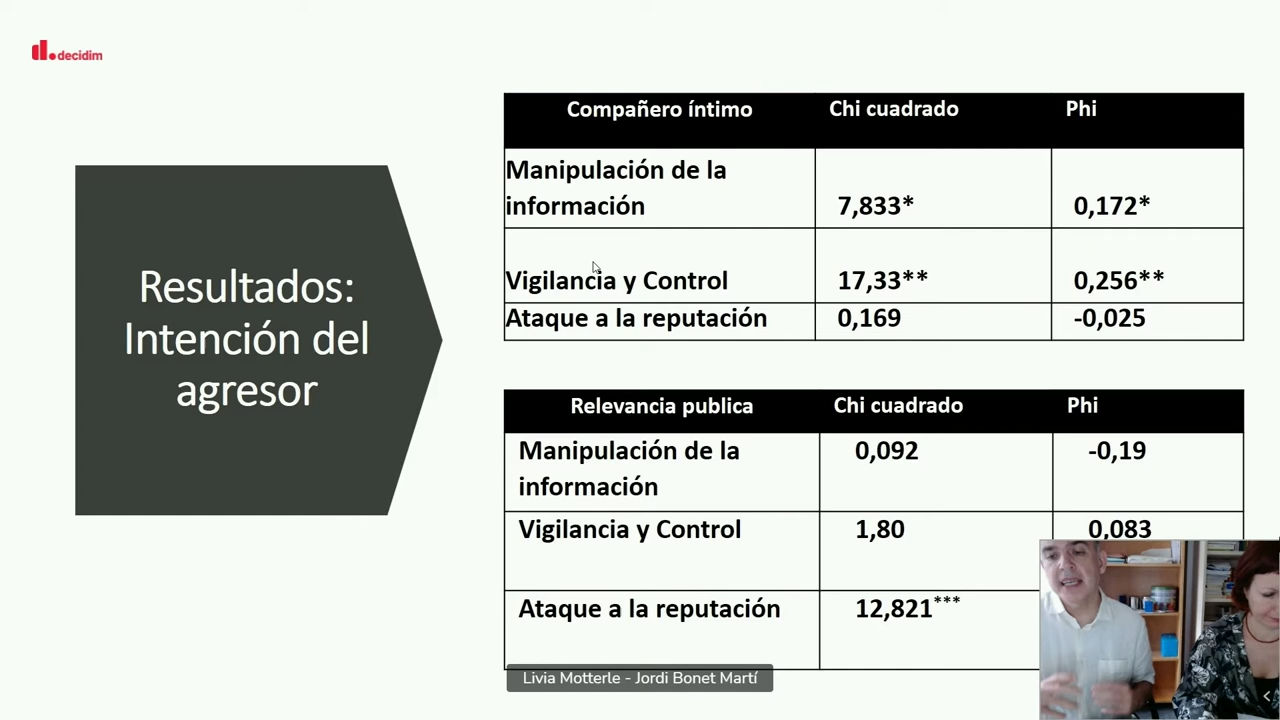 decidim
Resultados:
Intención del
agresor
Compañero íntimo Chi cuadrado Phi
Manipulación de la
información 7,833* 0,172*
Vigilancia y Control 17,33** 0,256**
Ataque a la reputación 0,169 -0,025
Relevancia publica Chi cuadrado Phi
Manipulación de la 0,092 -0,19
información
Vigilancia y Control 1,80 0,083
Ataque a la reputación 12,821***
Livia Motterle - Jordi Bonet Martí